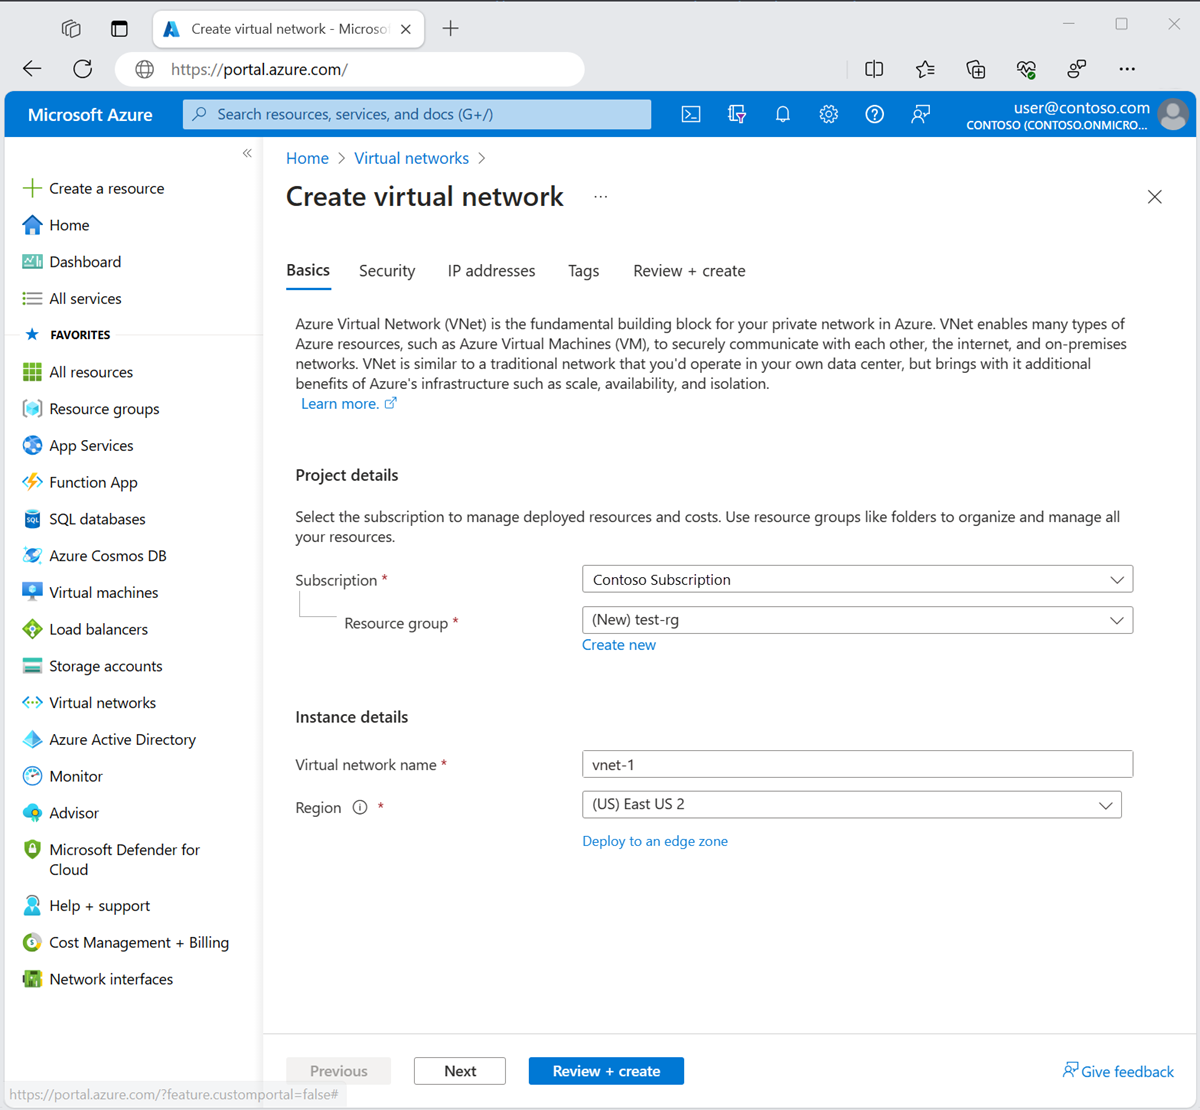 Create virtual network - Microso
https://portal.azure.com/
Microsoft Azure
Search resources, services, and docs (G+/)
user@contoso.com
CONTOSO (CONTOSO.ONMICRO...
Create a resource
Home
Dashboard
All services
FAVORITES
All resources
Resource groups
App Services
Function App
SQL databases
Azure Cosmos DB
Virtual machines
Load balancers
Storage accounts
Virtual networks
Azure Active Directory
Monitor
Advisor
Microsoft Defender for
Cloud
Help + support
Cost Management + Billing
Network interfaces
Home > Virtual networks >
Create virtual network ...
Basics Security IP addresses Tags Review + create
Azure Virtual Network (VNet) is the fundamental building block for your private network in Azure. VNet enables many types of
Azure resources, such as Azure Virtual Machines (VM), to securely communicate with each other, the internet, and on-premises
networks. VNet is similar to a traditional network that you'd operate in your own data center, but brings with it additional
benefits of Azure's infrastructure such as scale, availability, and isolation.
Learn more.
Project details
Select the subscription to manage deployed resources and costs. Use resource groups like folders to organize and manage all
your resources.
Subscription * Contoso Subscription
Resource group * (New) test-rg
Create new
Instance details
Virtual network name * vnet-1
Region * (US) East US 2
Deploy to an edge zone
Previous Next Review + create Give feedback
https://portal.azure.com/?feature.customportal=false#